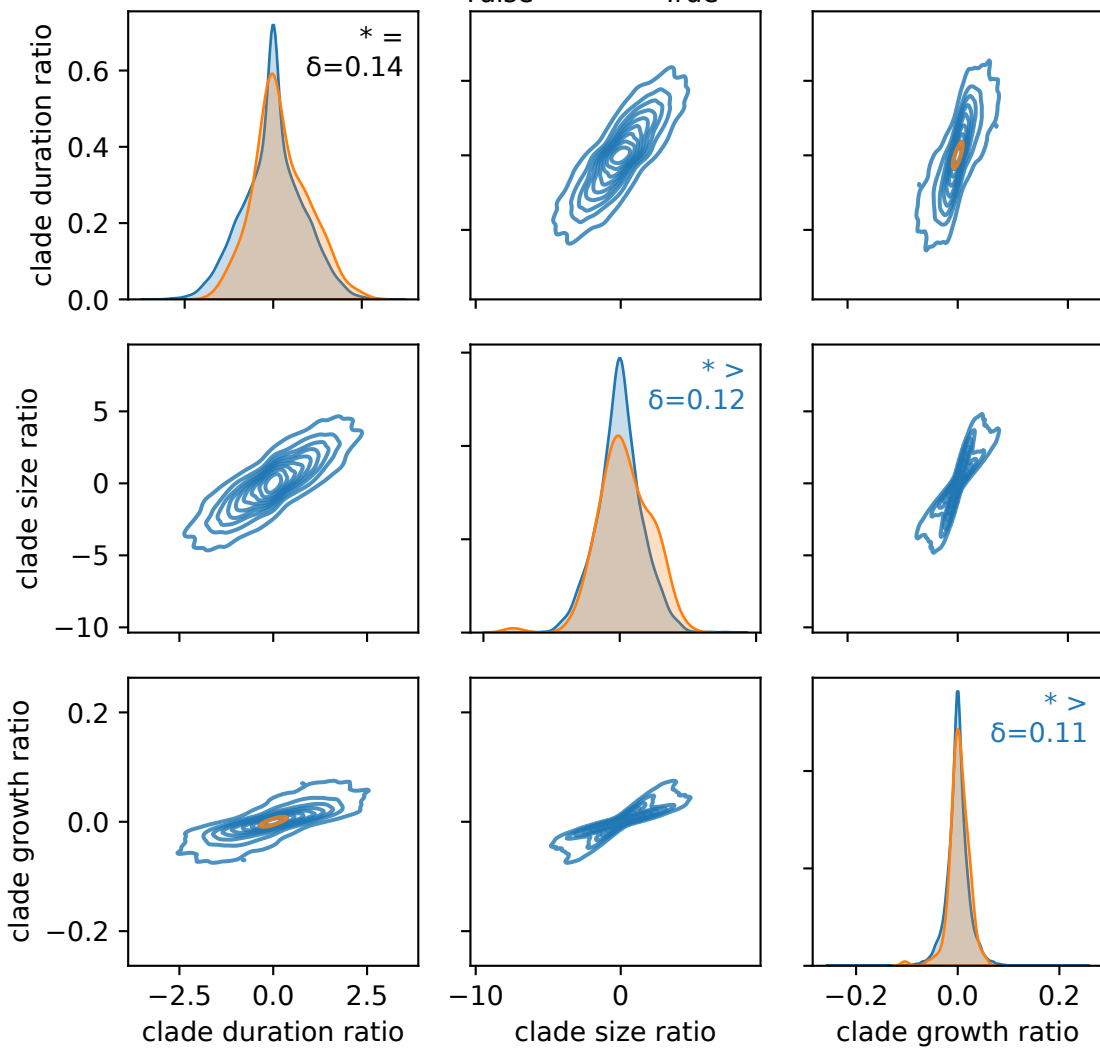 False True
clade duration ratio
0.6
0.4
0.2
0.0
* =
δ=0.14
clade size ratio
5
0
−5
−10
* >
δ=0.12
clade growth ratio
0.2
0.0
−0.2
* >
δ=0.11
−2.5 0.0 2.5
−10 0
−0.2 0.0 0.2
clade duration ratio
clade size ratio
clade growth ratio